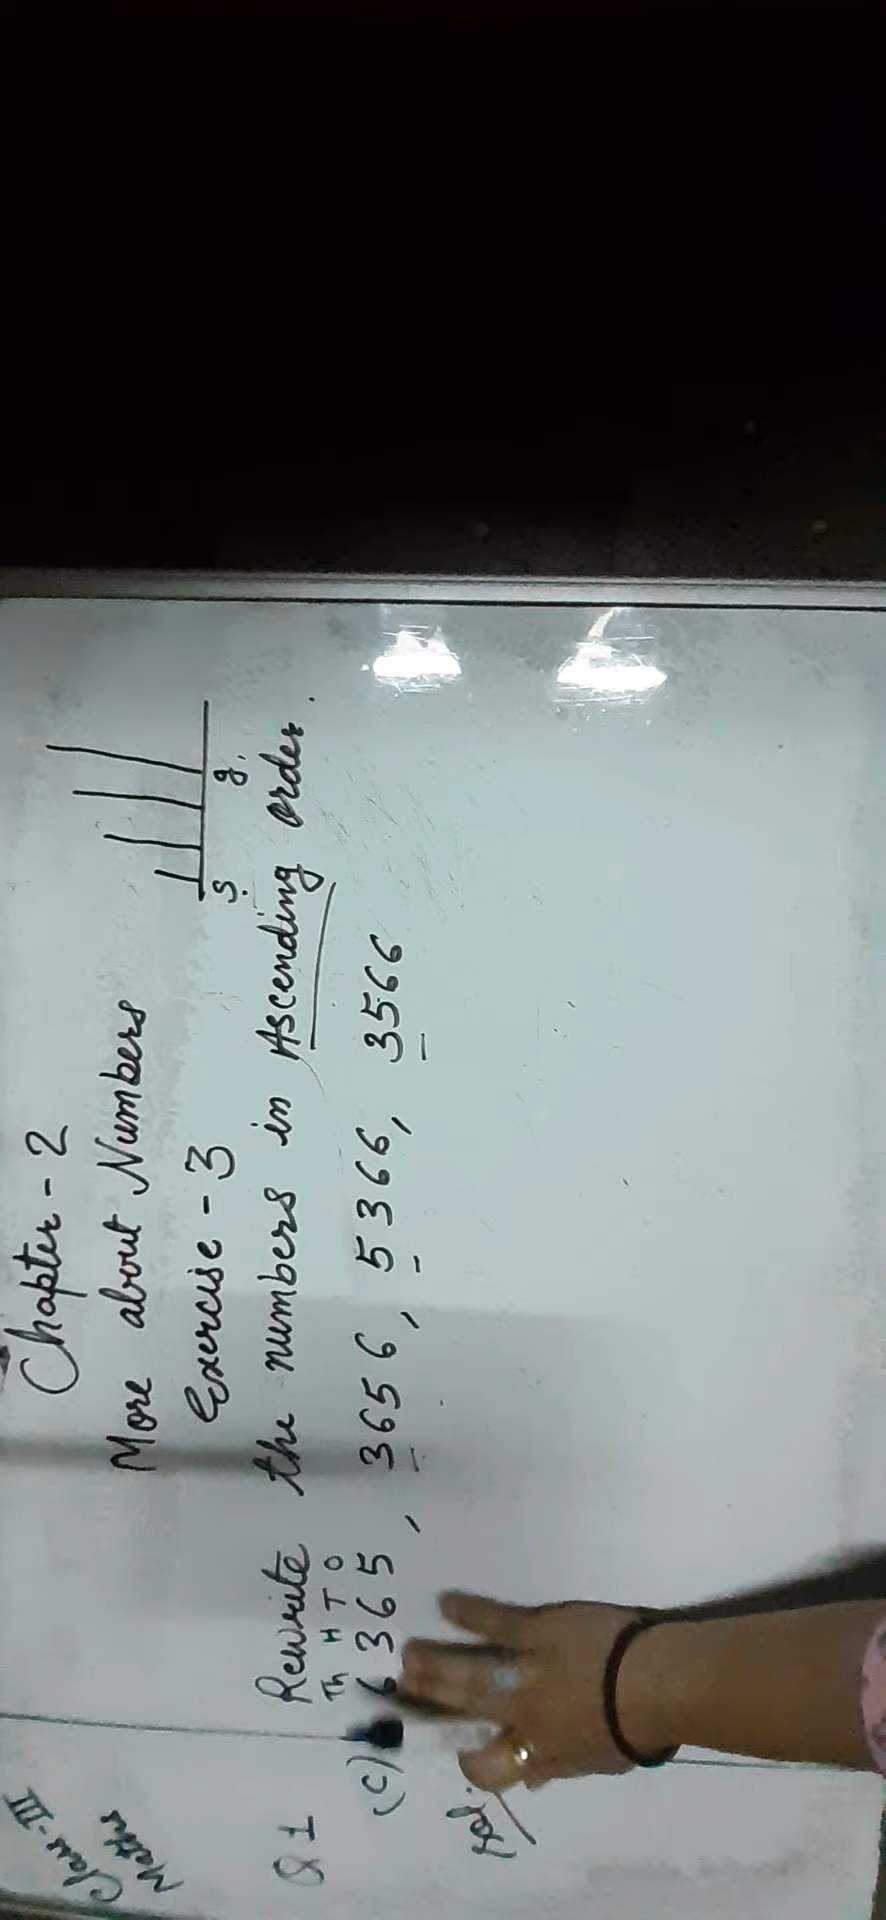 Class-III
Maths
Chapter-2
More about Numbers
Exercise-3
S. g.
Q1 Rewrite the numbers in Ascending order.
Th H T O
(C) 6365, 3656, 5366, 3566
Sol.